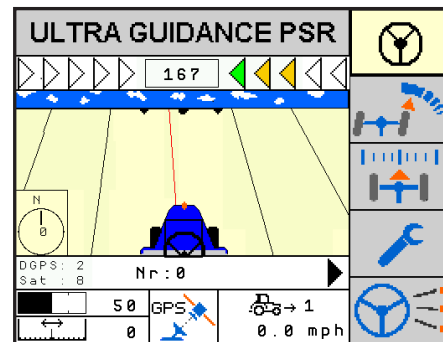 ULTRA GUIDANCE PSR
167
N
0
DGPS: 2
Sat : 8
Nr:0
50
GPS
→ 1
0
0.0 mph